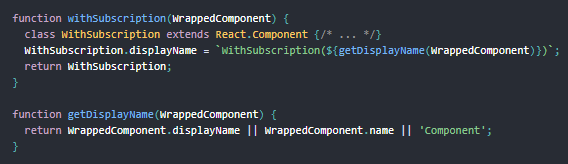 function withSubscription(WrappedComponent) {
  class WithSubscription extends React.Component {/* ... */}
  WithSubscription.displayName = `WithSubscription(${getDisplayName(WrappedComponent)})`;
  return WithSubscription;
}

function getDisplayName(WrappedComponent) {
  return WrappedComponent.displayName || WrappedComponent.name || 'Component';
}